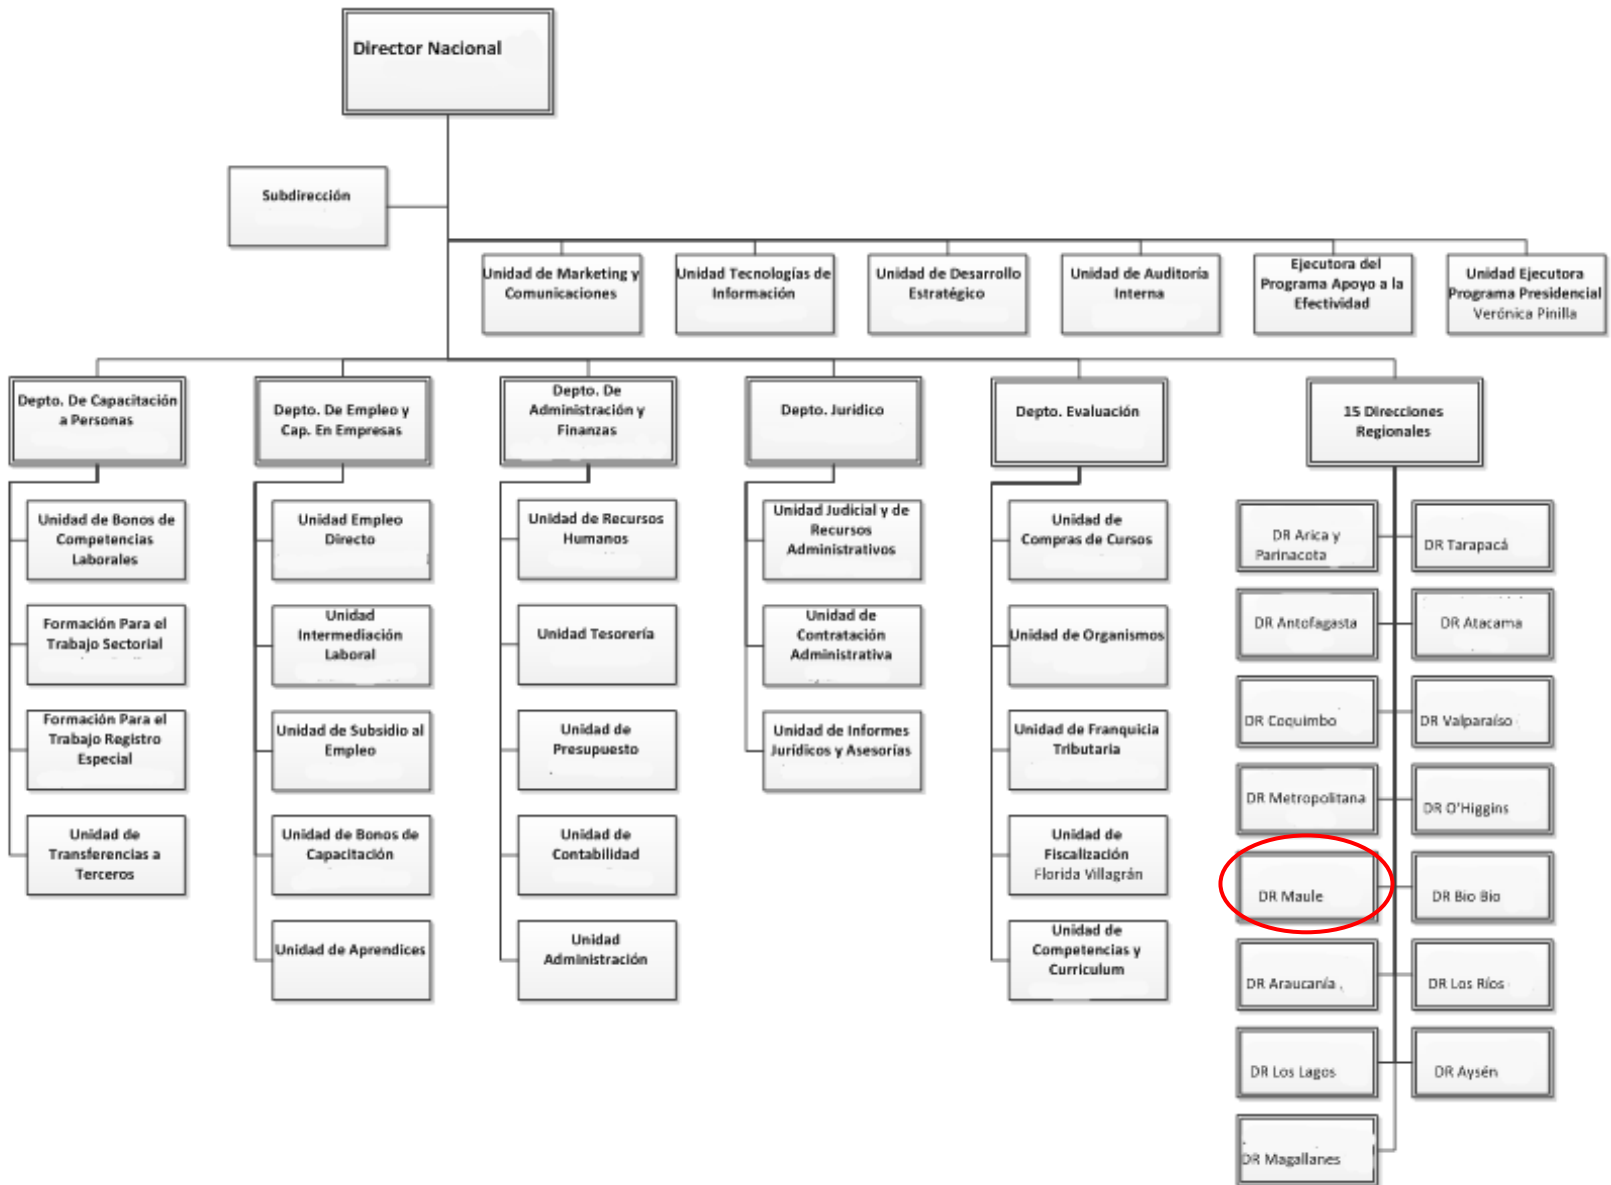 Director Nacional
Subdirección
Unidad de Marketing y
Comunicaciones
Unidad Tecnologías de
Información
Unidad de Desarrollo
Estratégico
Unidad de Auditoría
Interna
Ejecutora del
Programa Apoyo a la
Efectividad
Unidad Ejecutora
Programa Presidencial
Verónica Pinilla
Depto. De Capacitación
a Personas
Depto. De Empleo y
Cap. En Empresas
Depto. De
Administración y
Finanzas
Depto. Jurídico
Depto. Evaluación
15 Direcciones
Regionales
Unidad de Bonos de
Competencias
Laborales
Formación Para el
Trabajo Sectorial
Formación Para el
Trabajo Registro
Especial
Unidad de
Transferencias a
Terceros
Unidad Empleo
Directo
Unidad
Intermediación
Laboral
Unidad de Subsidio al
Empleo
Unidad de Bonos de
Capacitación
Unidad de Aprendices
Unidad de Recursos
Humanos
Unidad Tesorería
Unidad de
Presupuesto
Unidad de
Contabilidad
Unidad
Administración
Unidad Judicial y de
Recursos
Administrativos
Unidad de
Contratación
Administrativa
Unidad de Informes
Jurídicos y Asesorías
Unidad de
Compras de Cursos
Unidad de Organismos
Unidad de Franquicia
Tributaria
Unidad de
Fiscalización
Florida Villagrán
Unidad de
Competencias y
Curriculum
DR Arica y
Parinacota
DR Tarapacá
DR Antofagasta
DR Atacama
DR Coquimbo
DR Valparaíso
DR Metropolitana
DR O'Higgins
DR Maule
DR Bio Bio
DR Araucanía
DR Los Ríos
DR Los Lagos
DR Aysén
DR Magallanes